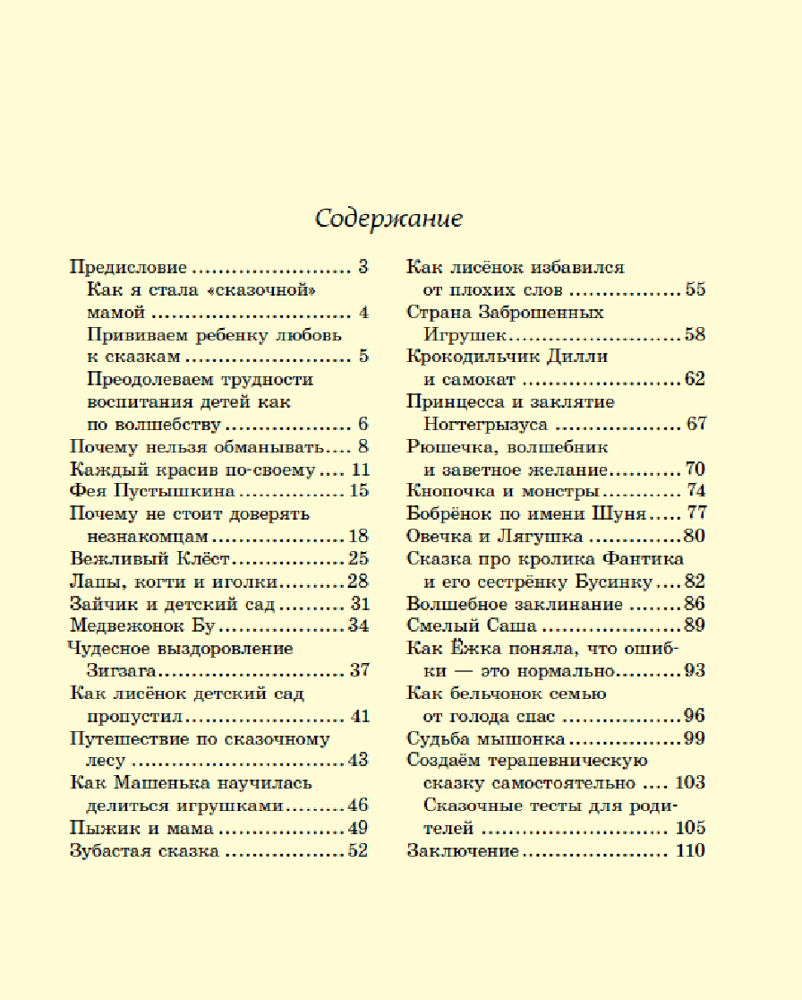 Содержание
Предисловие ........................ 3
Как я стала «сказочной»
мамой .............................. 4
Прививаем ребенку любовь
к сказкам ......................... 5
Преодолеваем трудности
воспитания детей как
по волшебству ................... 6
Почему нельзя обманывать.... 8
Каждый красив по-своему .... 11
Фея Пустышкина ................ 15
Почему не стоит доверять
незнакомцам .................... 18
Вежливый Клёст................. 25
Лапы, когти и иголки.......... 28
Зайчик и детский сад .......... 31
Медвежонок Бу ................... 34
Чудесное выздоровление
Зигзага............................ 37
Как лисёнок детский сад
пропустил........................ 41
Путешествие по сказочному
лесу ................................ 43
Как Машенька научилась
делиться игрушками......... 46
Пыжик и мама ................... 49
Зубастая сказка .................. 52
Как лисёнок избавился
от плохих слов ................. 55
Страна Заброшенных
Игрушек.......................... 58
Крокодильчик Дилли
и самокат ........................ 62
Принцесса и заклятие
Ногтегрызуса ................... 67
Рюшечка, волшебник
и заветное желание........... 70
Кнопочка и монстры............ 74
Бобрёнок по имени Шуня..... 77
Овечка и Лягушка .............. 80
Сказка про кролика Фантика
и его сестрёнку Бусинку .... 82
Волшебное заклинание ........ 86
Смелый Саша ..................... 89
Как Ёжка поняла, что ошиб-
ки — это нормально.......... 93
Как бельчонок семью
от голода спас .................. 96
Судьба мышонка ................. 99
Создаём терапевническую
сказку самостоятельно .... 103
Сказочные тесты для роди-
телей ............................ 105
Заключение...................... 110